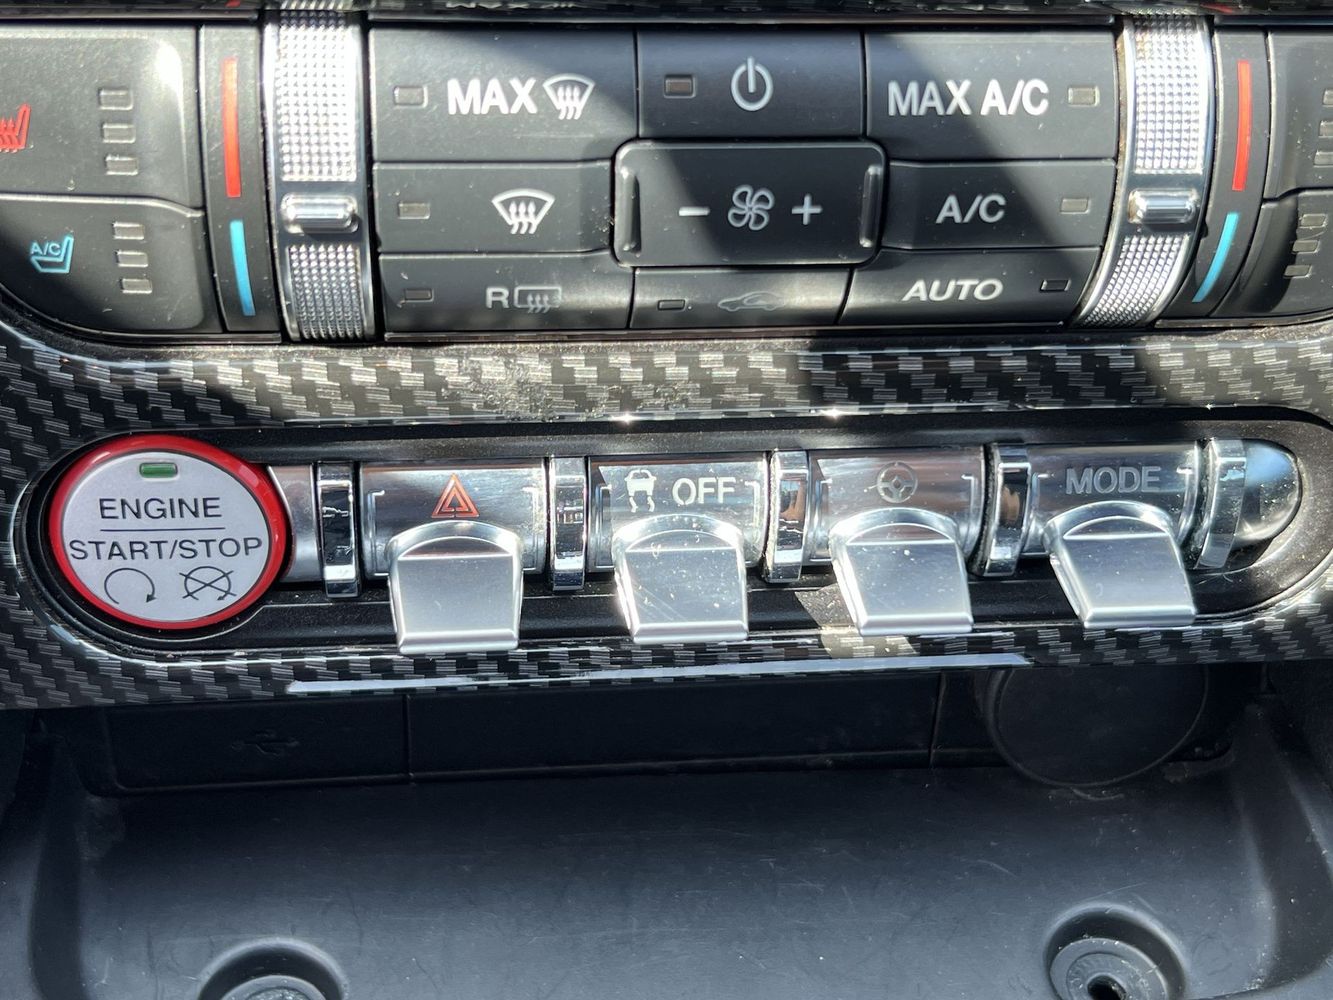 MAX
MAX A/C
A/C
A/C
R
AUTO
ENGINE
START/STOP
OFF
MODE